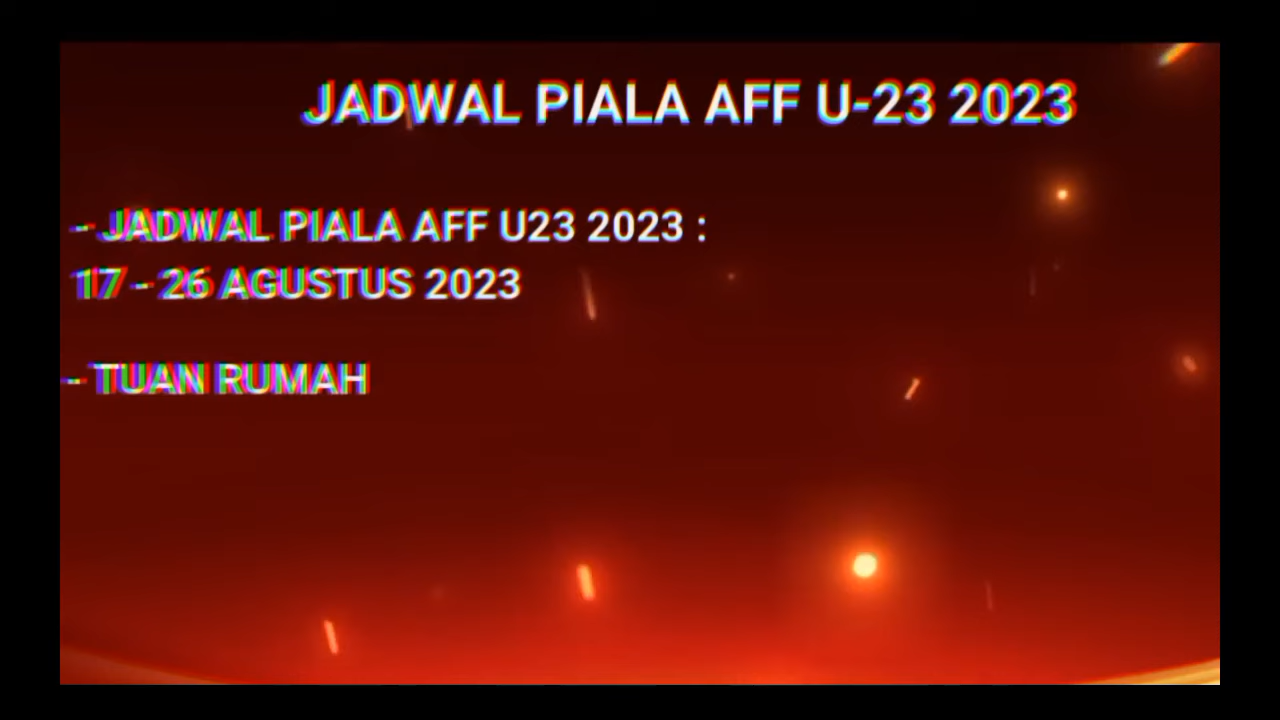 JADWAL PIALA AFF U-23 2023
- JADWAL PIALA AFF U23 2023 :
17 - 26 AGUSTUS 2023
- TUAN RUMAH